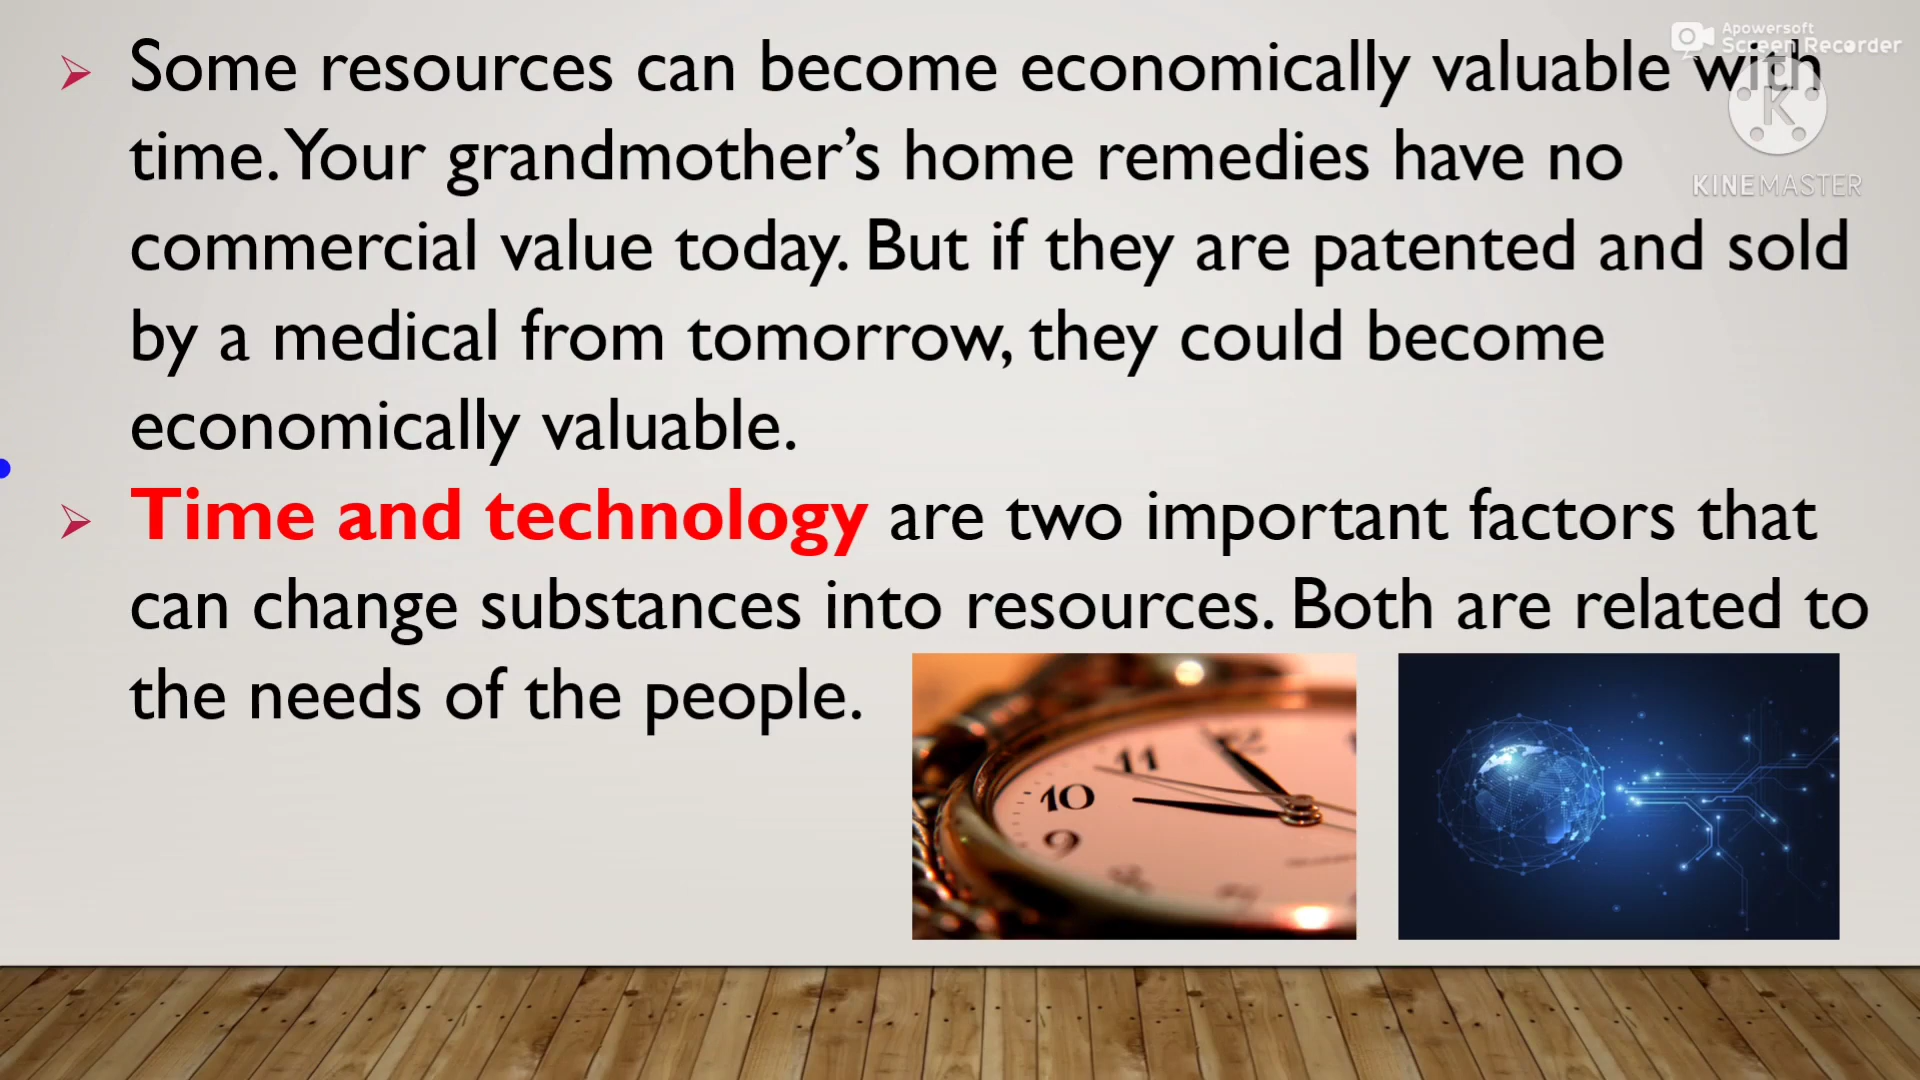 Apowersoft
Screen Recorder
➢ Some resources can become economically valuable with
time. Your grandmother’s home remedies have no
KINEMASTER
commercial value today. But if they are patented and sold
by a medical from tomorrow, they could become
economically valuable.
➢ Time and technology are two important factors that
can change substances into resources. Both are related to
the needs of the people.
12
11
10
9